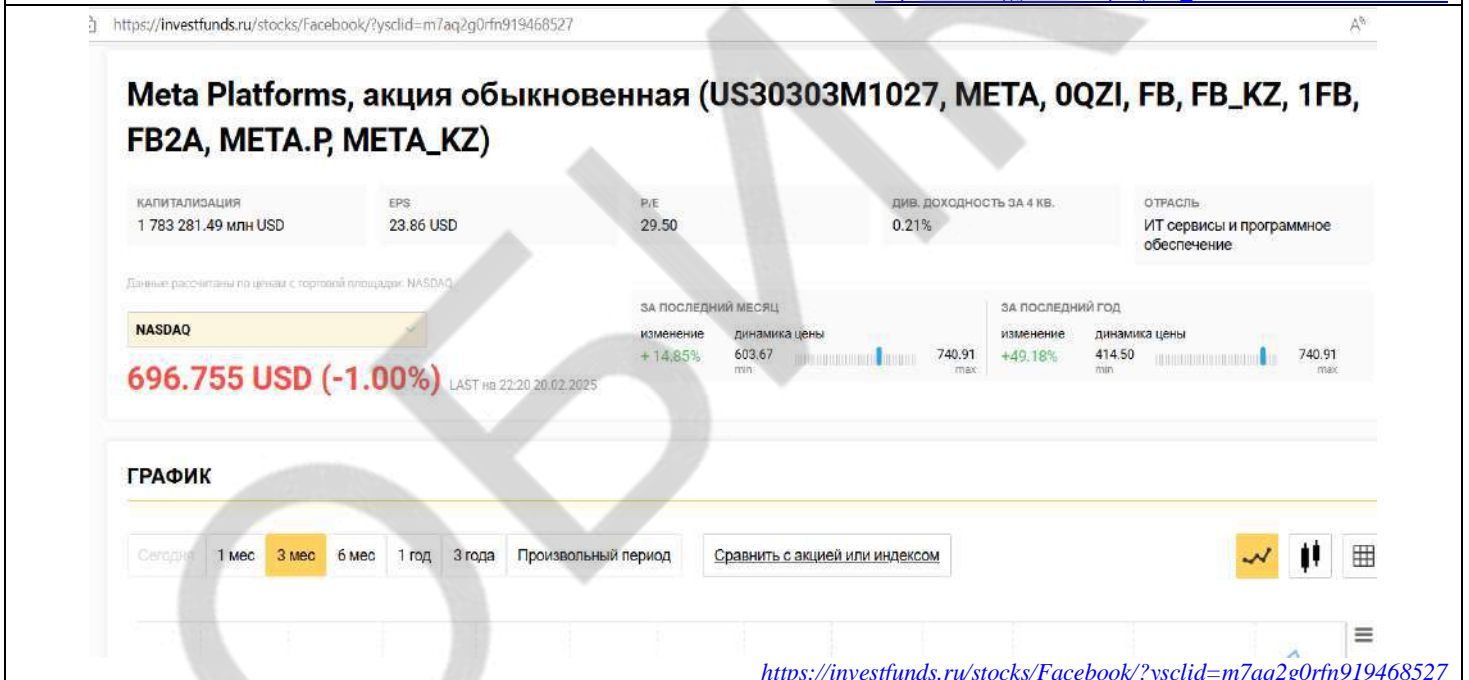 https://investfunds.ru/stocks/Facebook/?ysclid=m7aq2g0rfn919468527
Meta Platforms, акция обыкновенная (US30303M1027, META, 0QZI, FB, FB_KZ, 1FB,
FB2A, META.P, META_KZ)
КАПИТАЛИЗАЦИЯ EPS P/E ДИВ. ДОХОДНОСТЬ ЗА 4 КВ. ОТРАСЛЬ
1 783 281.49 млн USD 23.86 USD 29.50 0.21% ИТ сервисы и программное
обеспечение
Данные рассчитаны по ценам с торговой площадки: NASDAQ
ЗА ПОСЛЕДНИЙ МЕСЯЦ ЗА ПОСЛЕДНИЙ ГОД
NASDAQ изменение динамика цены изменение динамика цены
+ 14.85% 603.67 740.91 +49.18% 414.50 740.91
min max min max
696.755 USD (-1.00%) LAST на 22:20 20.02.2025
ГРАФИК
Сегодня 1 мес 3 мес 6 мес 1 год 3 года Произвольный период Сравнить с акцией или индексом
https://investfunds.ru/stocks/Facebook/?ysclid=m7aq2g0rfn919468527